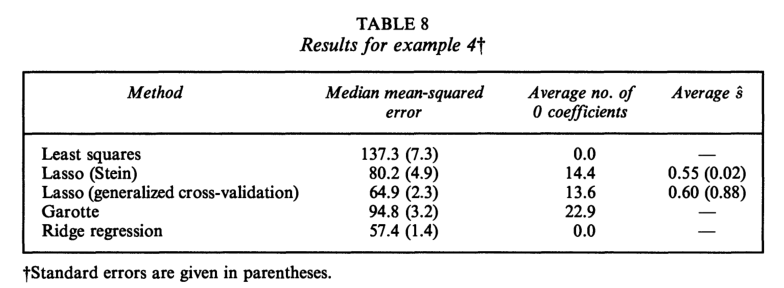 TABLE 8
Results for example 4†
Method Median mean-squared error Average no. of 0 coefficients Average ŝ
Least squares 137.3 (7.3) 0.0 —
Lasso (Stein) 80.2 (4.9) 14.4 0.55 (0.02)
Lasso (generalized cross-validation) 64.9 (2.3) 13.6 0.60 (0.88)
Garotte 94.8 (3.2) 22.9 —
Ridge regression 57.4 (1.4) 0.0 —
†Standard errors are given in parentheses.